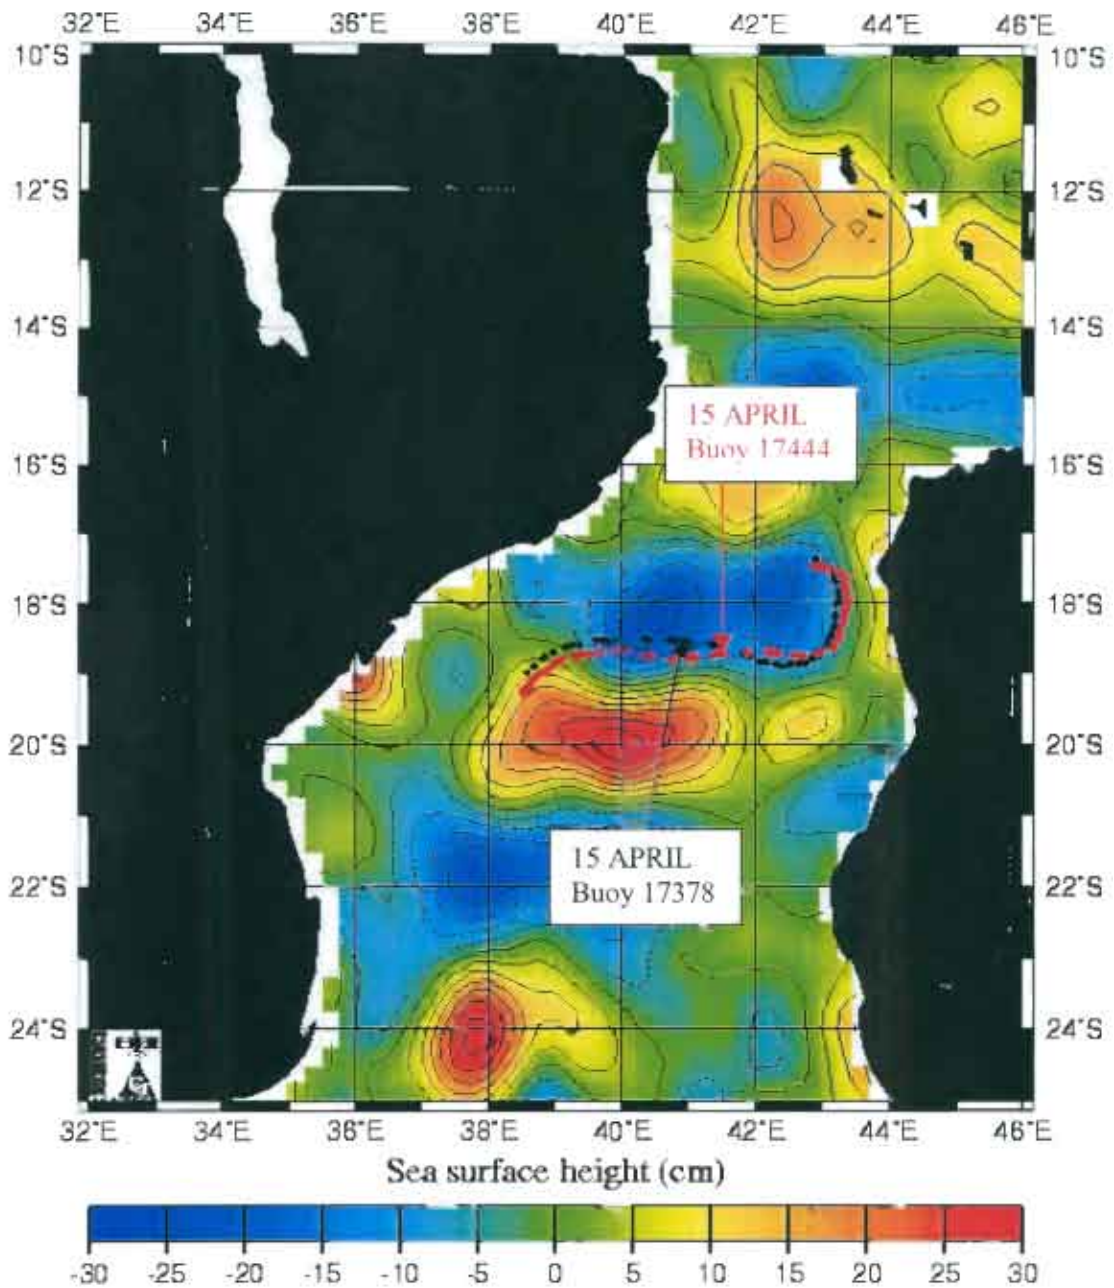 32°E 34°E 36°E 38°E 40°E 42°E 44°E 46°E
10°S 10°S
12°S 12°S
14°S 14°S
15 APRIL
Buoy 17444
16°S 16°S
18°S 18°S
20°S 20°S
15 APRIL
Buoy 17378
22°S 22°S
24°S 24°S
32°E 34°E 36°E 38°E 40°E 42°E 44°E 46°E
Sea surface height (cm)
-30 -25 -20 -15 -10 -5 0 5 10 15 20 25 30